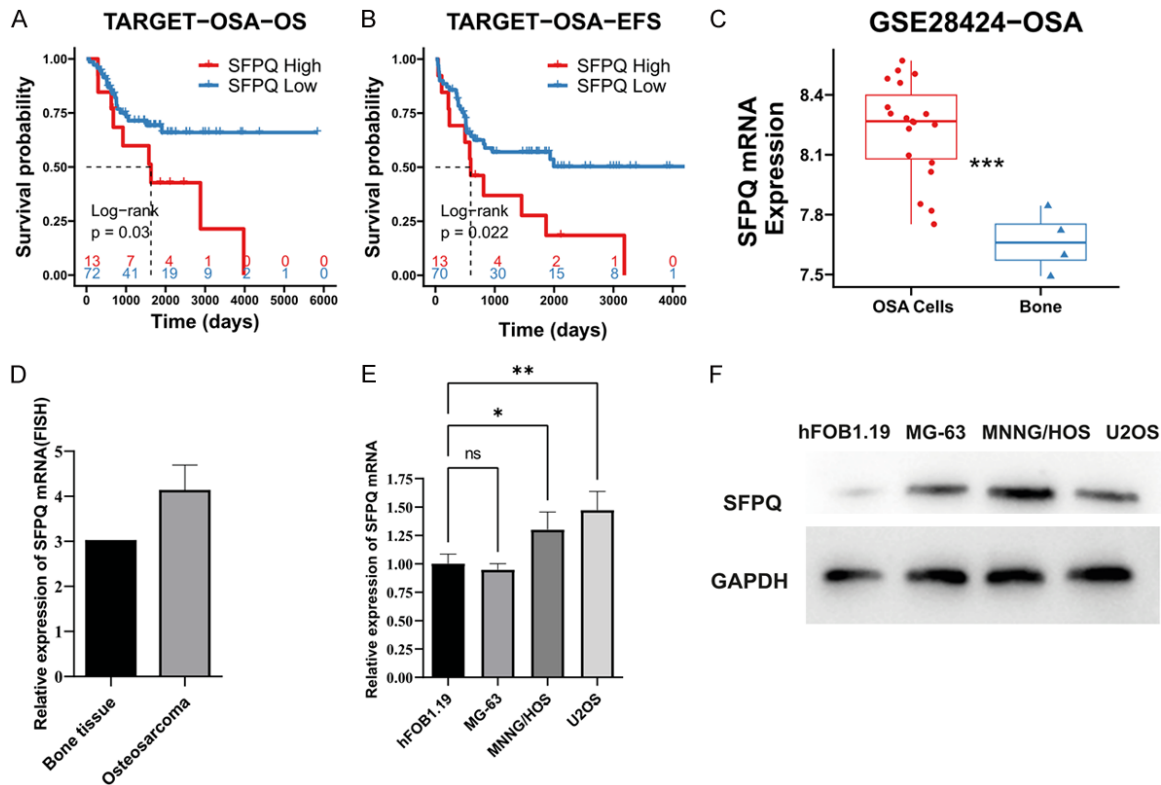 A
TARGET−OSA−OS
Survival probability
1.00
0.75
0.50
0.25
0.00
SFPQ High
SFPQ Low
Log−rank
p = 0.03
13 7 4 1 0 0 0
72 41 19 9 2 1 0
0 1000 2000 3000 4000 5000 6000
Time (days)
B
TARGET−OSA−EFS
Survival probability
1.00
0.75
0.50
0.25
0.00
SFPQ High
SFPQ Low
Log−rank
p = 0.022
13 4 2 1 0
70 30 15 8 1
0 1000 2000 3000 4000
Time (days)
C
GSE28424−OSA
SFPQ mRNA
Expression
8.4
8.1
7.8
7.5
***
OSA Cells Bone
D
Relative expression of SFPQ mRNA(FISH)
5
4
3
2
1
0
Bone tissue
Osteosarcoma
E
Relative expression of SFPQ mRNA
1.75
1.50
1.25
1.00
0.75
0.50
0.25
0.00
**
*
ns
hFOB1.19
MG-63
MNNG/HOS
U2OS
F
hFOB1.19 MG-63 MNNG/HOS U2OS
SFPQ
GAPDH